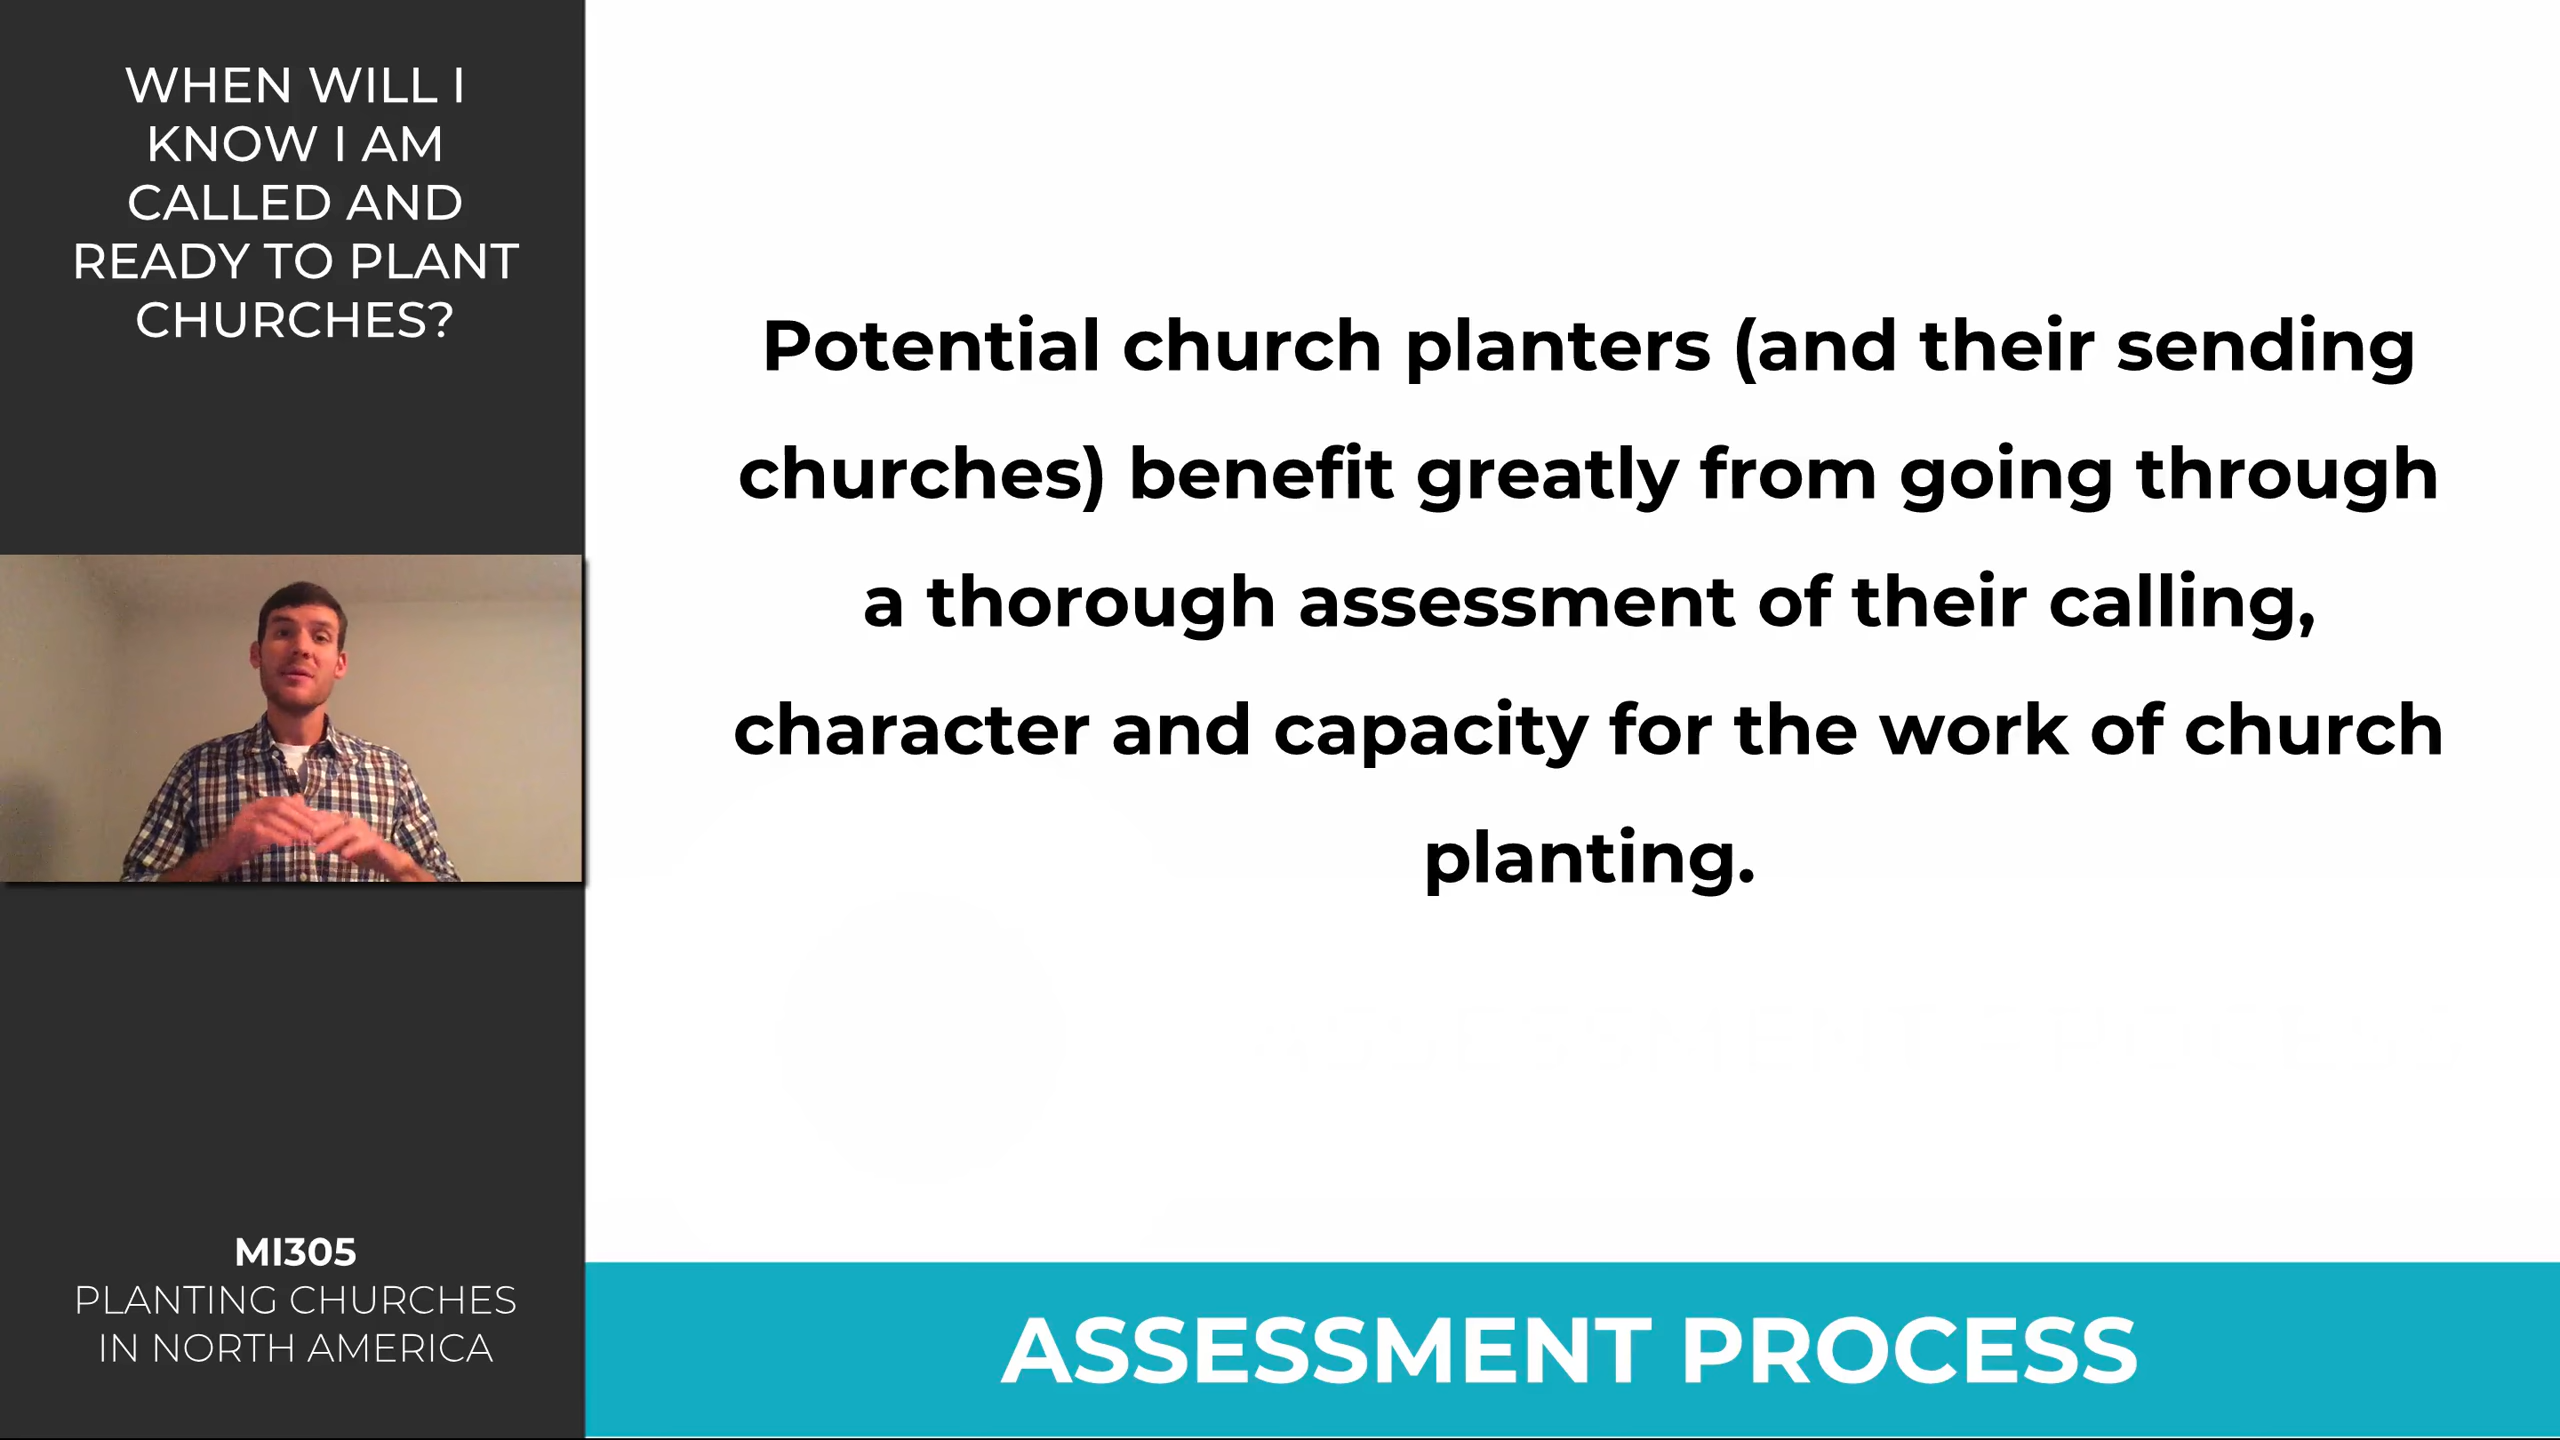 WHEN WILL I
KNOW I AM
CALLED AND
READY TO PLANT
CHURCHES?
Potential church planters (and their sending
churches) benefit greatly from going through
a thorough assessment of their calling,
character and capacity for the work of church
planting.
MI305
PLANTING CHURCHES
IN NORTH AMERICA
ASSESSMENT PROCESS